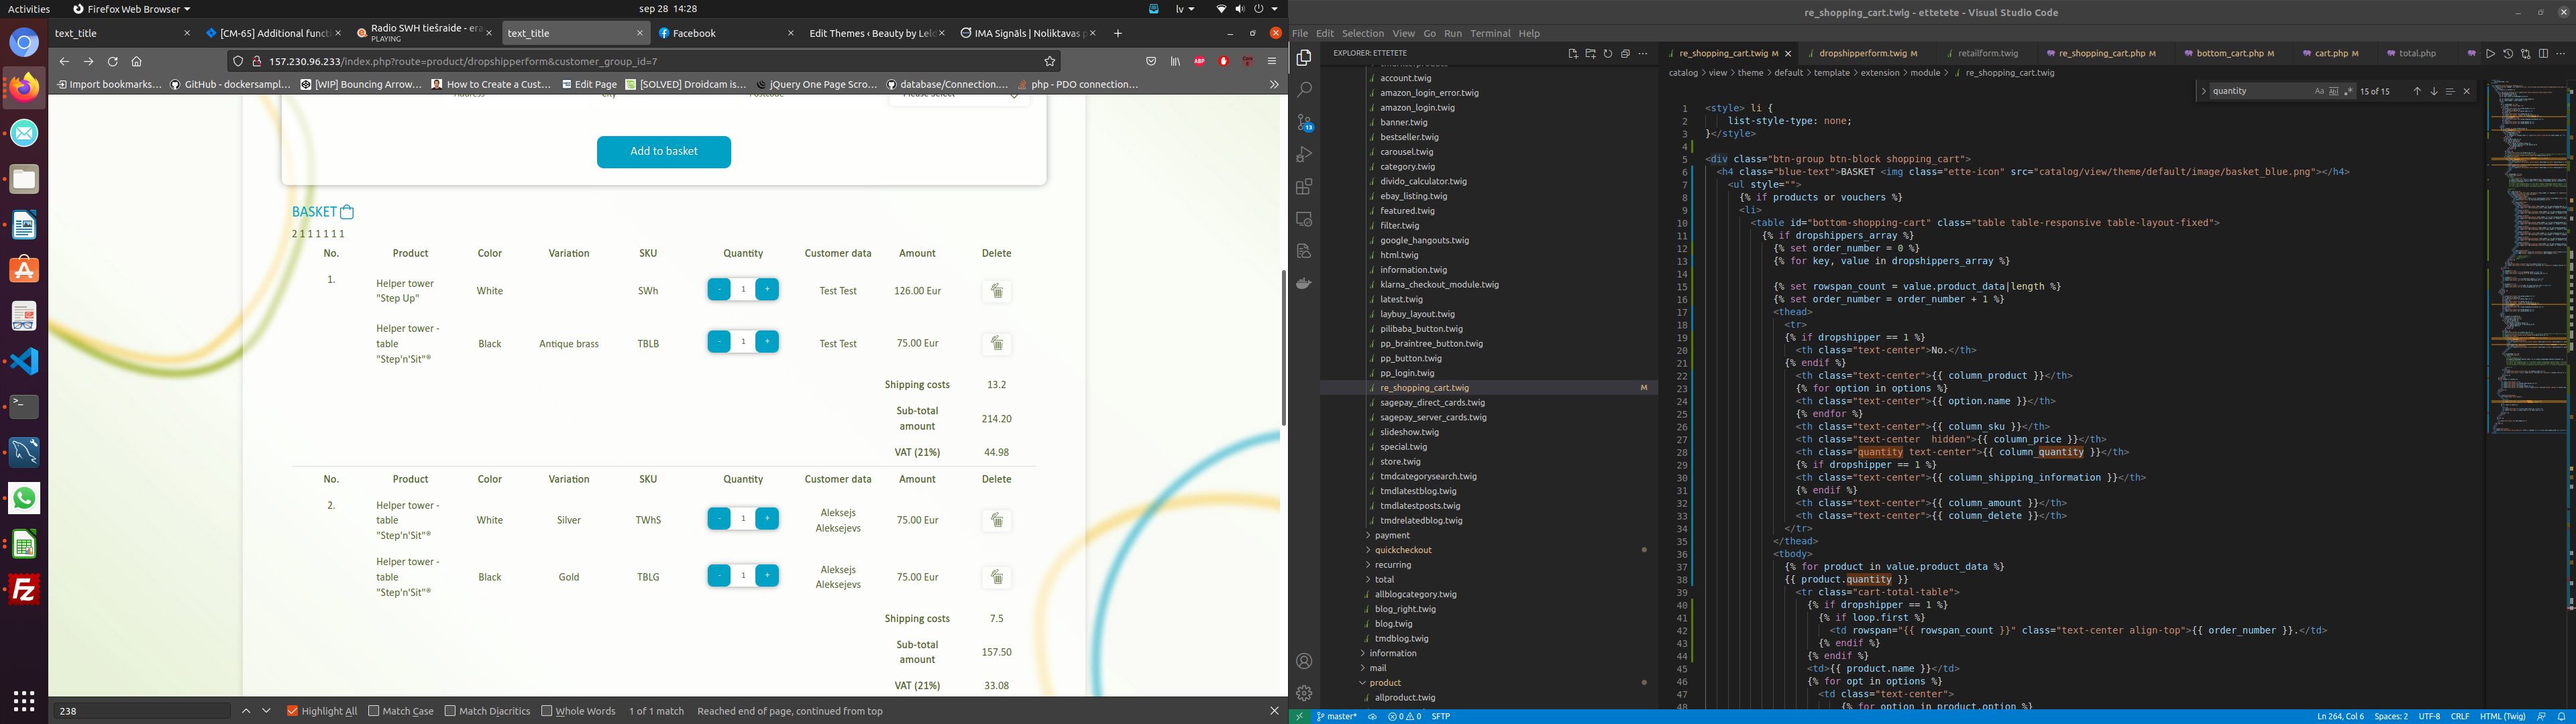 Activities
Firefox Web Browser
sep 28 14:28
lv
text_title
[CM-65] Additional functi
Radio SWH tiešraide - era
PLAYING
text_title
Facebook
Edit Themes ‹ Beauty by Leld
IMA Signāls | Noliktavas p
157.230.96.233/index.php?route=product/dropshipperform&customer_group_id=7
Import bookmarks...
GitHub - dockersampl...
[WIP] Bouncing Arrow...
How to Create a Cust...
Edit Page
[SOLVED] Droidcam is...
jQuery One Page Scro...
database/Connection....
php - PDO connection...
Address
City
Postcode
Please Select
Add to basket
BASKET
2 1 1 1 1 1 1
No. Product Color Variation SKU Quantity Customer data Amount Delete
1. Helper tower "Step Up" White SWh - 1 + Test Test 126.00 Eur
Helper tower - table "Step'n'Sit"® Black Antique brass TBLB - 1 + Test Test 75.00 Eur
Shipping costs 13.2
Sub-total amount 214.20
VAT (21%) 44.98
No. Product Color Variation SKU Quantity Customer data Amount Delete
2. Helper tower - table "Step'n'Sit"® White Silver TWhS - 1 + Aleksejs Aleksejevs 75.00 Eur
Helper tower - table "Step'n'Sit"® Black Gold TBLG - 1 + Aleksejs Aleksejevs 75.00 Eur
Shipping costs 7.5
Sub-total amount 157.50
VAT (21%) 33.08
238
Highlight All
Match Case
Match Diacritics
Whole Words
1 of 1 match
Reached end of page, continued from top
re_shopping_cart.twig - ettetete - Visual Studio Code
File Edit Selection View Go Run Terminal Help
EXPLORER: ETTETETE
account.twig
amazon_login_error.twig
amazon_login.twig
banner.twig
bestseller.twig
carousel.twig
category.twig
divido_calculator.twig
ebay_listing.twig
featured.twig
filter.twig
google_hangouts.twig
html.twig
information.twig
klarna_checkout_module.twig
latest.twig
laybuy_layout.twig
pilibaba_button.twig
pp_braintree_button.twig
pp_button.twig
pp_login.twig
re_shopping_cart.twig M
sagepay_direct_cards.twig
sagepay_server_cards.twig
slideshow.twig
special.twig
store.twig
tmdcategorysearch.twig
tmdlatestblog.twig
tmdlatestposts.twig
tmdrelatedblog.twig
payment
quickcheckout
recurring
total
allblogcategory.twig
blog_right.twig
blog.twig
tmdblog.twig
information
mail
product
allproduct.twig
re_shopping_cart.twig M
dropshipperform.twig M
retailform.twig
re_shopping_cart.php M
bottom_cart.php M
cart.php M
total.php
catalog > view > theme > default > template > extension > module > re_shopping_cart.twig
quantity
15 of 15
1 <style> li {
2 list-style-type: none;
3 }</style>
4
5 <div class="btn-group btn-block shopping_cart">
6 <h4 class="blue-text">BASKET <img class="ette-icon" src="catalog/view/theme/default/image/basket_blue.png"></h4>
7 <ul style="">
8 {% if products or vouchers %}
9 <li>
10 <table id="bottom-shopping-cart" class="table table-responsive table-layout-fixed">
11 {% if dropshippers_array %}
12 {% set order_number = 0 %}
13 {% for key, value in dropshippers_array %}
14
15 {% set rowspan_count = value.product_data|length %}
16 {% set order_number = order_number + 1 %}
17 <thead>
18 <tr>
19 {% if dropshipper == 1 %}
20 <th class="text-center">No.</th>
21 {% endif %}
22 <th class="text-center">{{ column_product }}</th>
23 {% for option in options %}
24 <th class="text-center">{{ option.name }}</th>
25 {% endfor %}
26 <th class="text-center">{{ column_sku }}</th>
27 <th class="text-center  hidden">{{ column_price }}</th>
28 <th class="quantity text-center">{{ column_quantity }}</th>
29 {% if dropshipper == 1 %}
30 <th class="text-center">{{ column_shipping_information }}</th>
31 {% endif %}
32 <th class="text-center">{{ column_amount }}</th>
33 <th class="text-center">{{ column_delete }}</th>
34 </tr>
35 </thead>
36 <tbody>
37 {% for product in value.product_data %}
38 {{ product.quantity }}
39 <tr class="cart-total-table">
40 {% if dropshipper == 1 %}
41 {% if loop.first %}
42 <td rowspan="{{ rowspan_count }}" class="text-center align-top">{{ order_number }}.</td>
43 {% endif %}
44 {% endif %}
45 <td>{{ product.name }}</td>
46 {% for opt in options %}
47 <td class="text-center">
48 {% for option in product.option %}
master*
0 0
SFTP
Ln 264, Col 6
Spaces: 2
UTF-8
CRLF
HTML (Twig)